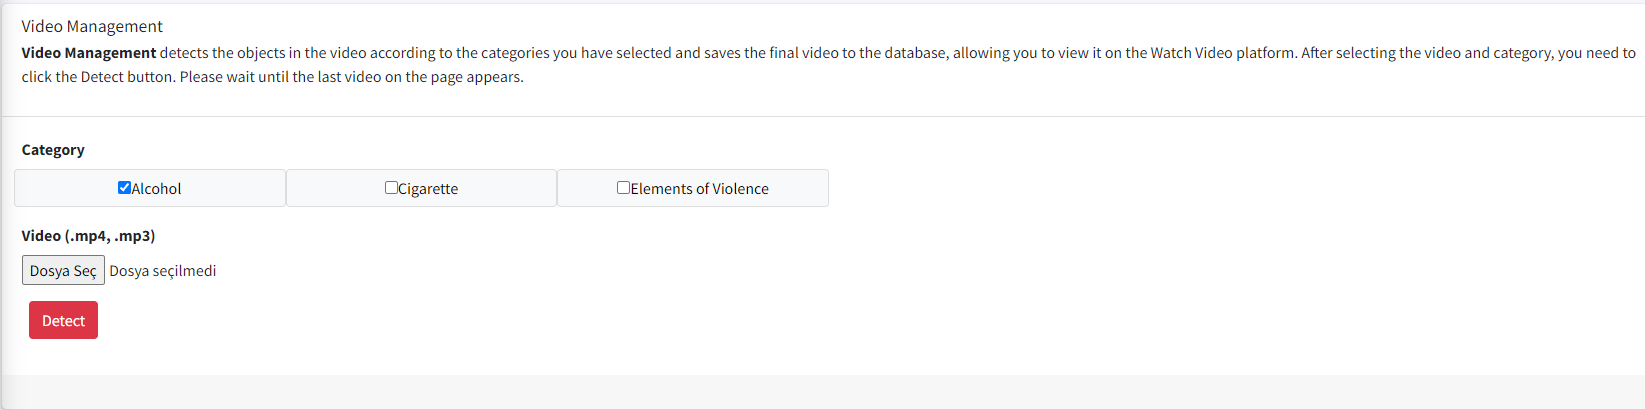 Video Management
Video Management detects the objects in the video according to the categories you have selected and saves the final video to the database, allowing you to view it on the Watch Video platform. After selecting the video and category, you need to
click the Detect button. Please wait until the last video on the page appears.
Category
Alcohol Cigarette Elements of Violence
Video (.mp4, .mp3)
Dosya Seç Dosya seçilmedi
Detect